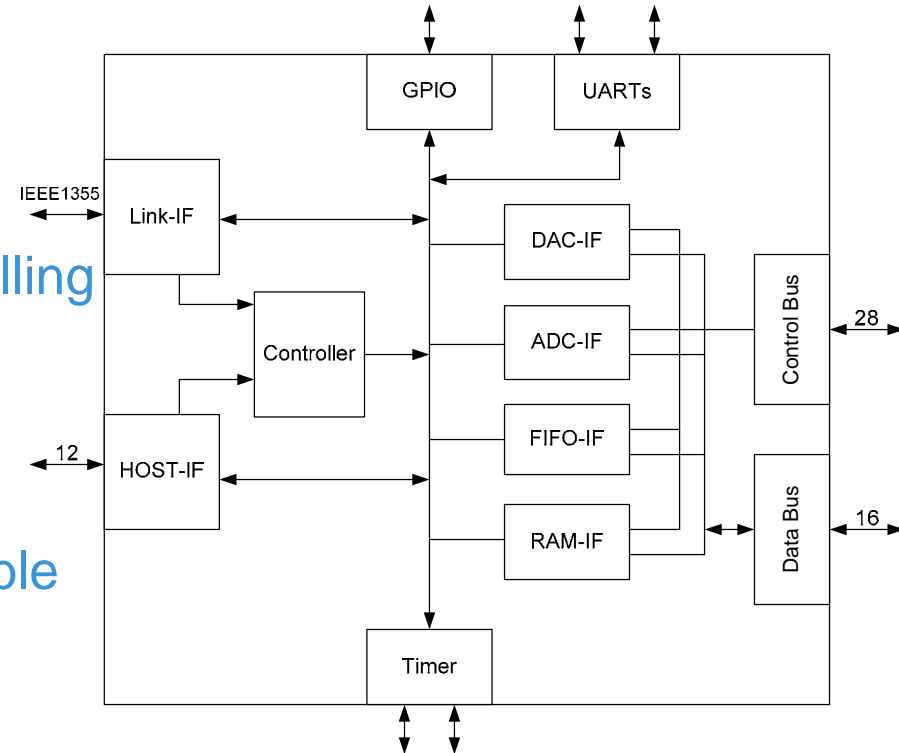 GPIO
UARTs
IEEE1355
Link-IF
DAC-IF
lling
Control Bus
28
ADC-IF
Controller
FIFO-IF
12
HOST-IF
Data Bus
16
RAM-IF
Timer